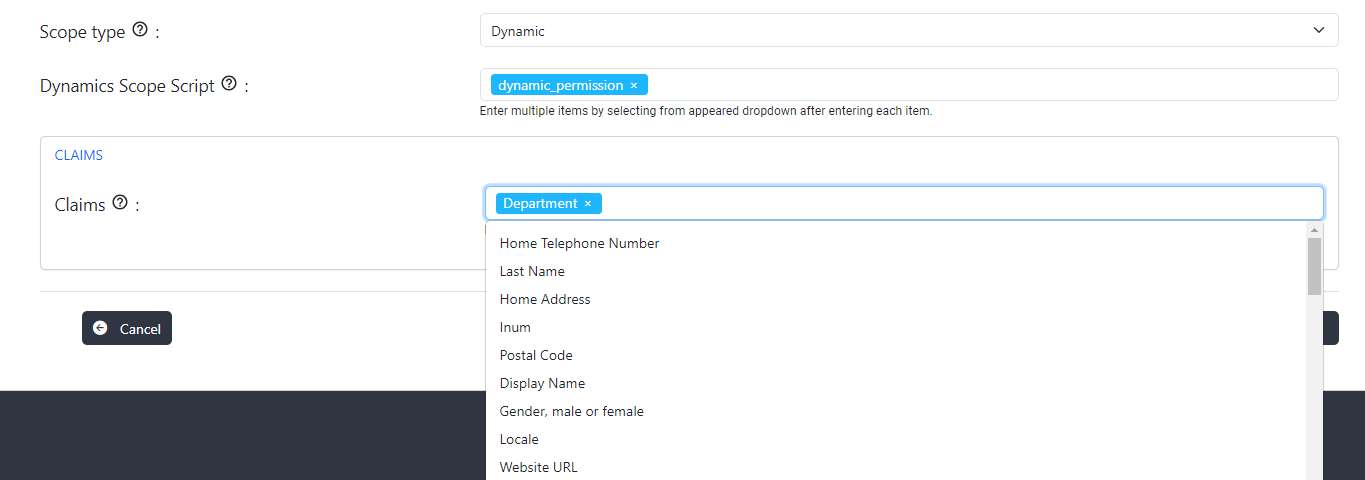 Scope type ? :
Dynamic
Dynamics Scope Script ? :
dynamic_permission ×
Enter multiple items by selecting from appeared dropdown after entering each item.
CLAIMS
Claims ? :
Department ×
Home Telephone Number
Last Name
Home Address
Inum
Postal Code
Display Name
Gender, male or female
Locale
Website URL
Cancel